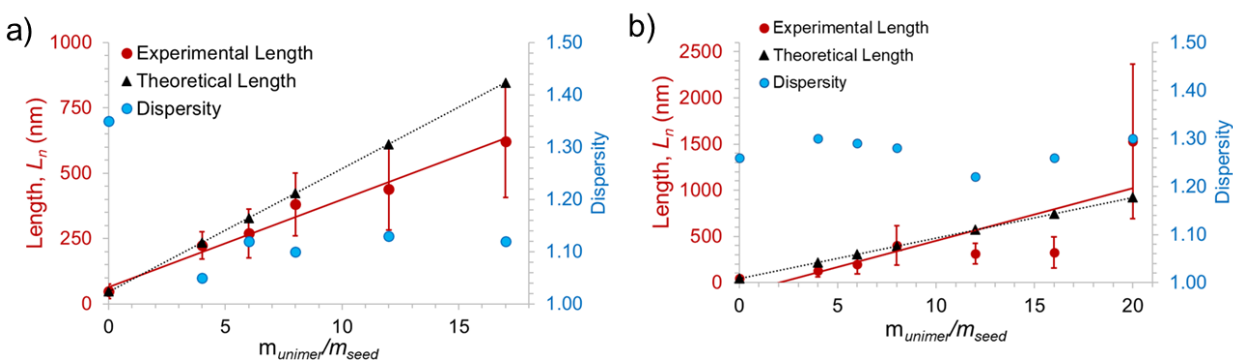 a)
1000
750
500
250
0
Length, Ln (nm)
Experimental Length
Theoretical Length
Dispersity
1.50
1.40
1.30
1.20
1.10
1.00
Dispersity
0 5 10 15
munimer/mseed
b)
2500
2000
1500
1000
500
0
Length, Ln (nm)
Experimental Length
Theoretical Length
Dispersity
1.50
1.40
1.30
1.20
1.10
1.00
Dispersity
0 5 10 15 20
munimer/mseed